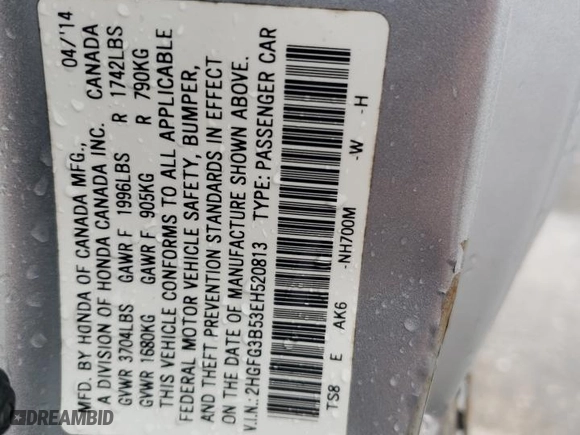 MFD. BY HONDA OF CANADA MFG., 04/'14
A DIVISION OF HONDA CANADA INC. CANADA
GVWR 3704LBS GAWR F 1996LBS R 1742LBS
GVWR 1680KG GAWR F 905KG R 790KG
THIS VEHICLE CONFORMS TO ALL APPLICABLE
FEDERAL MOTOR VEHICLE SAFETY, BUMPER,
AND THEFT PREVENTION STANDARDS IN EFFECT
ON THE DATE OF MANUFACTURE SHOWN ABOVE.
V.I.N.: 2HGFG3B53EH520813 TYPE: PASSENGER CAR
TS8 E AK6 -NH700M -W -H
DREAMBID